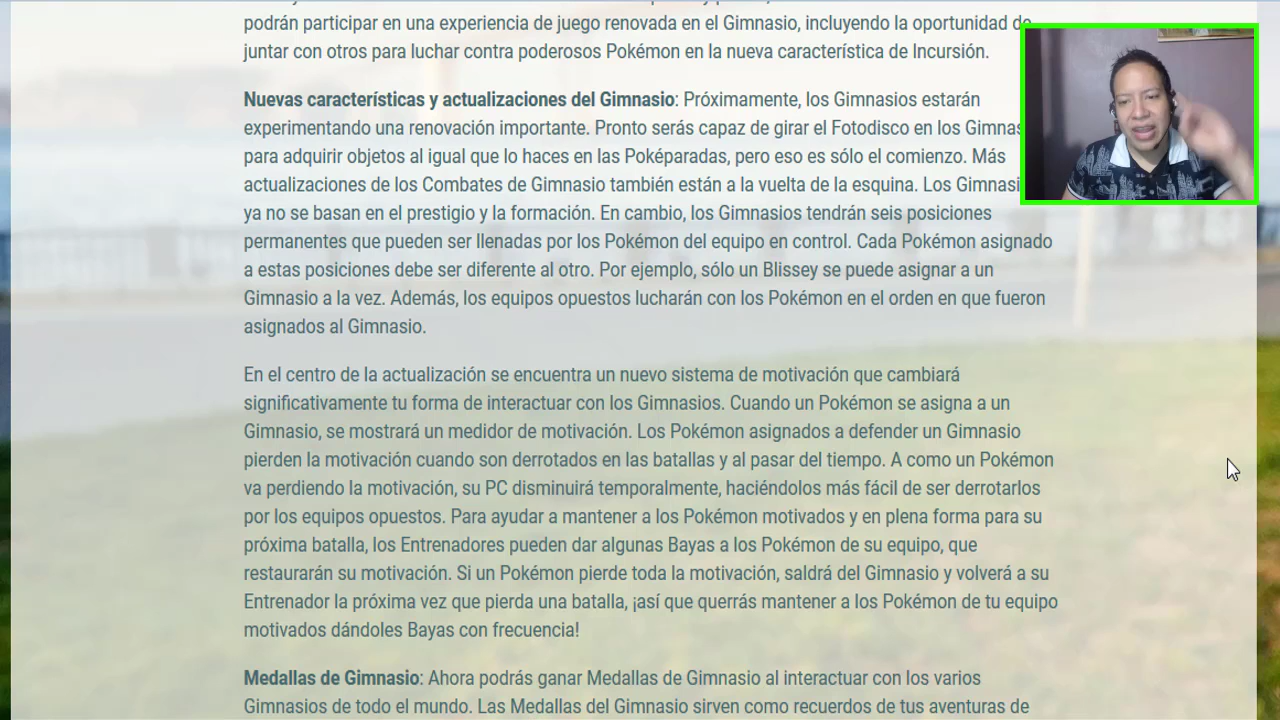 podrán participar en una experiencia de juego renovada en el Gimnasio, incluyendo la oportunidad de
juntar con otros para luchar contra poderosos Pokémon en la nueva característica de Incursión.
Nuevas características y actualizaciones del Gimnasio: Próximamente, los Gimnasios estarán
experimentando una renovación importante. Pronto serás capaz de girar el Fotodisco en los
para adquirir objetos al igual que lo haces en las Poképaradas, pero eso es sólo el comienzo. Más
actualizaciones de los Combates de Gimnasio también están a la vuelta de la esquina. Los
ya no se basan en el prestigio y la formación. En cambio, los Gimnasios tendrán seis posiciones
permanentes que pueden ser llenadas por los Pokémon del equipo en control. Cada Pokémon asignado
a estas posiciones debe ser diferente al otro. Por ejemplo, sólo un Blissey se puede asignar a un
Gimnasio a la vez. Además, los equipos opuestos lucharán con los Pokémon en el orden en que fueron
asignados al Gimnasio.
En el centro de la actualización se encuentra un nuevo sistema de motivación que cambiará
significativamente tu forma de interactuar con los Gimnasios. Cuando un Pokémon se asigna a un
Gimnasio, se mostrará un medidor de motivación. Los Pokémon asignados a defender un Gimnasio
pierden la motivación cuando son derrotados en las batallas y al pasar del tiempo. A como un Pokémon
va perdiendo la motivación, su PC disminuirá temporalmente, haciéndolos más fácil de ser derrotarlos
por los equipos opuestos. Para ayudar a mantener a los Pokémon motivados y en plena forma para su
próxima batalla, los Entrenadores pueden dar algunas Bayas a los Pokémon de su equipo, que
restaurarán su motivación. Si un Pokémon pierde toda la motivación, saldrá del Gimnasio y volverá a su
Entrenador la próxima vez que pierda una batalla, ¡así que querrás mantener a los Pokémon de tu equipo
motivados dándoles Bayas con frecuencia!
Medallas de Gimnasio: Ahora podrás ganar Medallas de Gimnasio al interactuar con los varios
Gimnasios de todo el mundo. Las Medallas del Gimnasio sirven como recuerdos de tus aventuras de